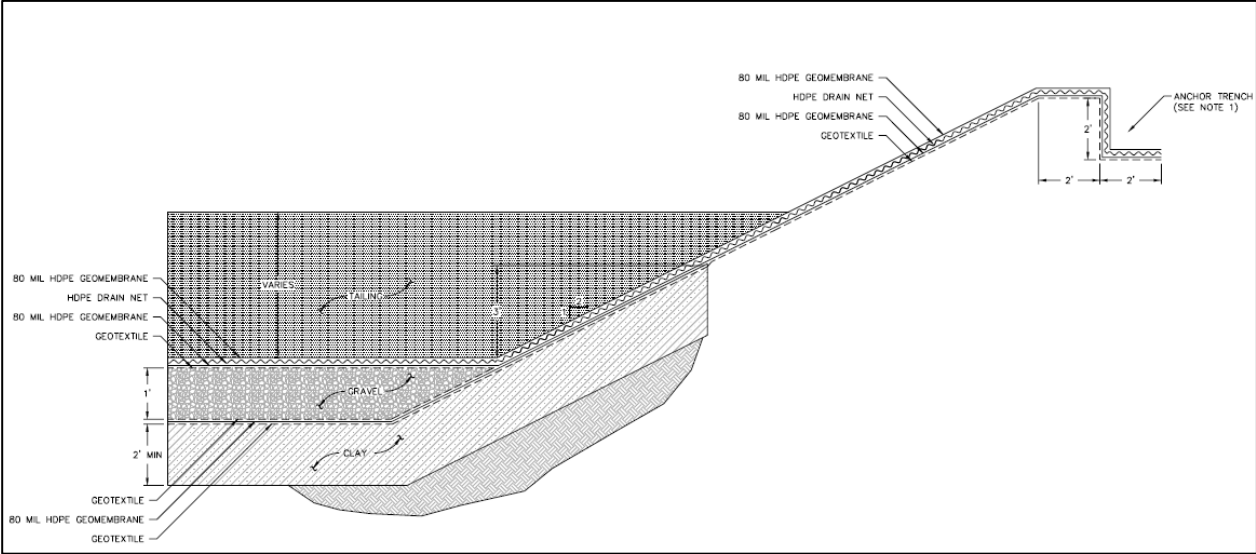 80 MIL HDPE GEOMEMBRANE
HDPE DRAIN NET
80 MIL HDPE GEOMEMBRANE
GEOTEXTILE
ANCHOR TRENCH
(SEE NOTE 1)
2'
2'
2'
80 MIL HDPE GEOMEMBRANE
HDPE DRAIN NET
80 MIL HDPE GEOMEMBRANE
GEOTEXTILE
VARIES
TAILING
2
1
1'
GRAVEL
2' MIN
CLAY
GEOTEXTILE
80 MIL HDPE GEOMEMBRANE
GEOTEXTILE